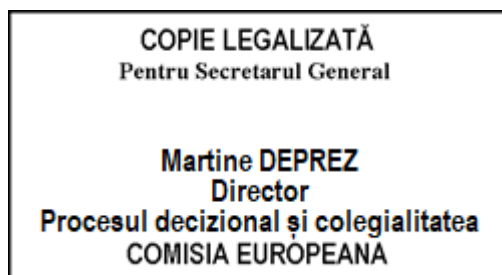 COPIE LEGALIZATĂ
Pentru Secretarul General
Martine DEPREZ
Director
Procesul decizional și colegialitatea
COMISIA EUROPEANA